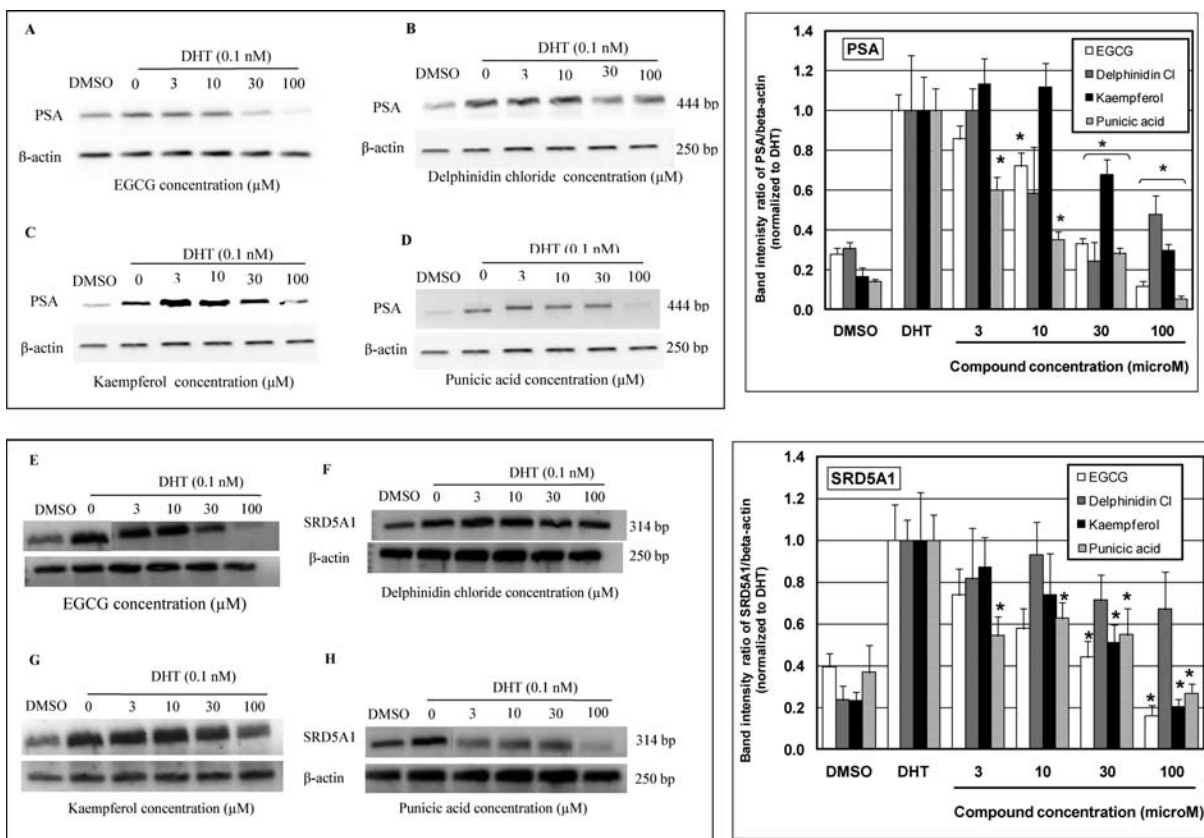 A
DHT (0.1 nM)
DMSO 0 3 10 30 100
PSA
β-actin
EGCG concentration (µM)
B
DHT (0.1 nM)
DMSO 0 3 10 30 100
PSA 444 bp
β-actin 250 bp
Delphinidin chloride concentration (µM)
C
DHT (0.1 nM)
DMSO 0 3 10 30 100
PSA
β-actin
Kaempferol concentration (µM)
D
DHT (0.1 nM)
DMSO 0 3 10 30 100
PSA 444 bp
β-actin 250 bp
Punicic acid concentration (µM)
PSA
EGCG
Delphinidin Cl
Kaempferol
Punicic acid
Band intenisty ratio of PSA/beta-actin
(normalized to DHT)
1.4
1.2
1.0
0.8
0.6
0.4
0.2
0.0
* * * * *
DMSO DHT 3 10 30 100
Compound concentration (microM)
E
DHT (0.1 nM)
DMSO 0 3 10 30 100
EGCG concentration (µM)
F
DHT (0.1 nM)
DMSO 0 3 10 30 100
SRD5A1 314 bp
β-actin 250 bp
Delphinidin chloride concentration (µM)
G
DHT (0.1 nM)
DMSO 0 3 10 30 100
Kaempferol concentration (µM)
H
DHT (0.1 nM)
DMSO 0 3 10 30 100
SRD5A1 314 bp
β-actin 250 bp
Punicic acid concentration (µM)
SRD5A1
EGCG
Delphinidin Cl
Kaempferol
Punicic acid
Band intensity ratio of SRD5A1/beta-actin
(normalized to DHT)
1.4
1.2
1.0
0.8
0.6
0.4
0.2
0.0
* * * * * * * *
DMSO DHT 3 10 30 100
Compound concentration (microM)